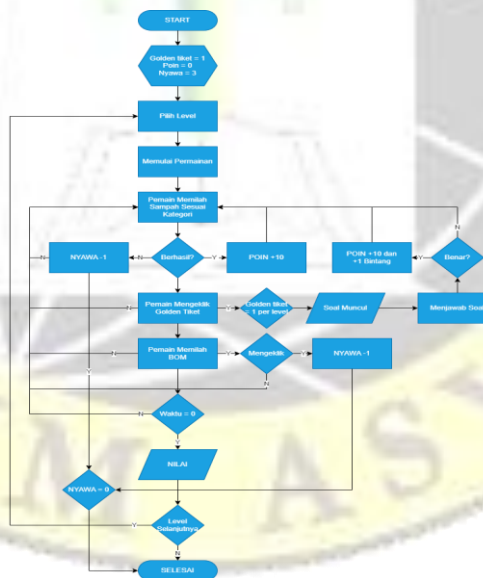 START
Golden tiket = 1
Poin = 0
Nyawa = 3
Pilih Level
Memulai Permainan
Pemain Memilah
Sampah Sesuai
Kategori
N
NYAWA -1
N
Berhasil?
Y
POIN +10
POIN +10 dan
+1 Bintang
Y
Benar?
N
N
Pemain Mengeklik
Golden Tiket
Golden tiket
= 1 per level
Soal Muncul
Menjawab Soal
N
Pemain Memilah
BOM
Y
Mengeklik
Y
NYAWA -1
Y
N
N
Waktu = 0
Y
NILAI
NYAWA = 0
Y
Level
Selanjutnya
N
SELESAI
M AS